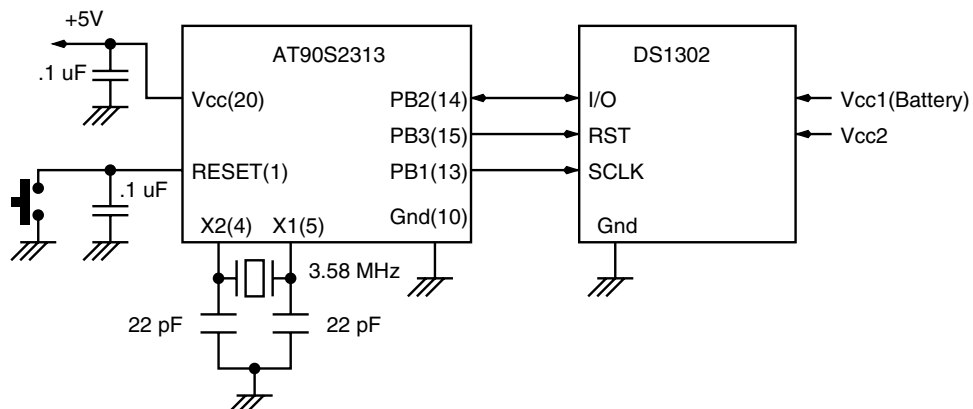 +5V
AT90S2313
DS1302
.1 uF
Vcc(20)
PB2(14)
I/O
Vcc1(Battery)
PB3(15)
RST
Vcc2
RESET(1)
PB1(13)
SCLK
.1 uF
Gnd(10)
X2(4) X1(5)
Gnd
3.58 MHz
22 pF
22 pF